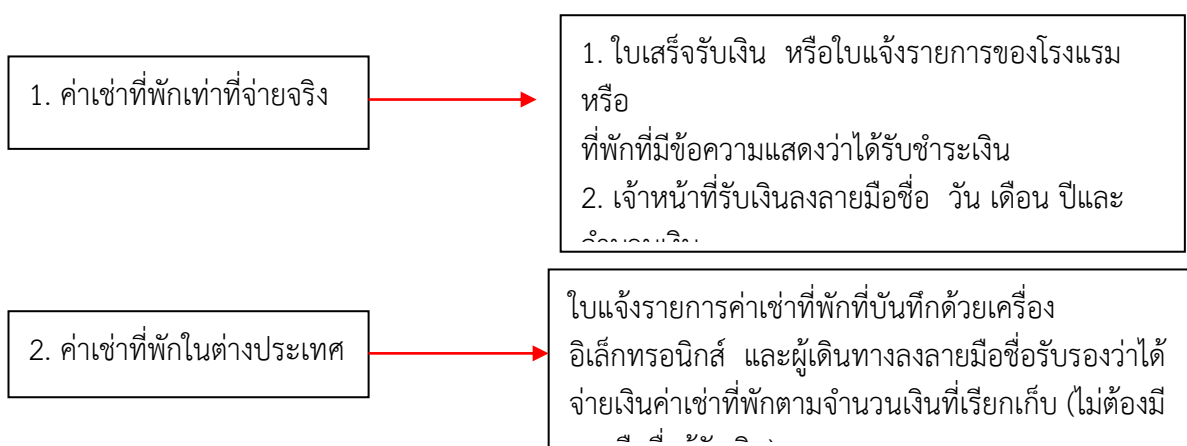 1. ค่าเช่าที่พักเท่าที่จ่ายจริง
1. ใบเสร็จรับเงิน หรือใบแจ้งรายการของโรงแรม
หรือ
ที่พักที่มีข้อความแสดงว่าได้รับชำระเงิน
2. เจ้าหน้าที่รับเงินลงลายมือชื่อ วัน เดือน ปีและ
2. ค่าเช่าที่พักในต่างประเทศ
ใบแจ้งรายการค่าเช่าที่พักที่บันทึกด้วยเครื่อง
อิเล็กทรอนิกส์ และผู้เดินทางลงลายมือชื่อรับรองว่าได้
จ่ายเงินค่าเช่าที่พักตามจำนวนเงินที่เรียกเก็บ (ไม่ต้องมี